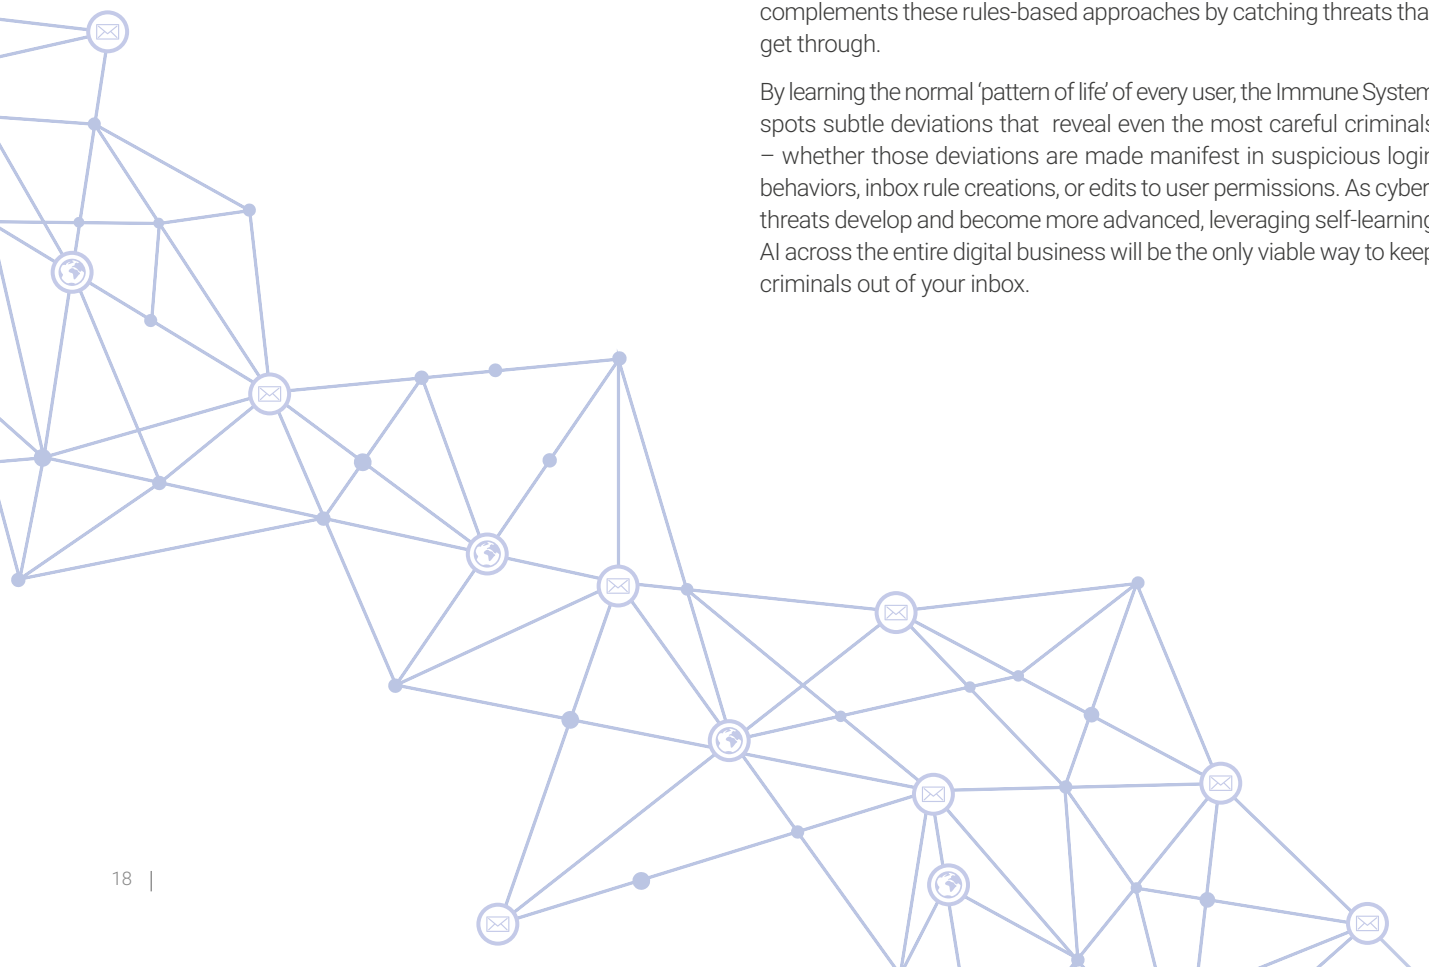 complements these rules-based approaches by catching threats tha
get through.
By learning the normal ‘pattern of life’ of every user, the Immune System
spots subtle deviations that  reveal even the most careful criminals
– whether those deviations are made manifest in suspicious login
behaviors, inbox rule creations, or edits to user permissions. As cyber
threats develop and become more advanced, leveraging self-learning
AI across the entire digital business will be the only viable way to keep
criminals out of your inbox.
18 |